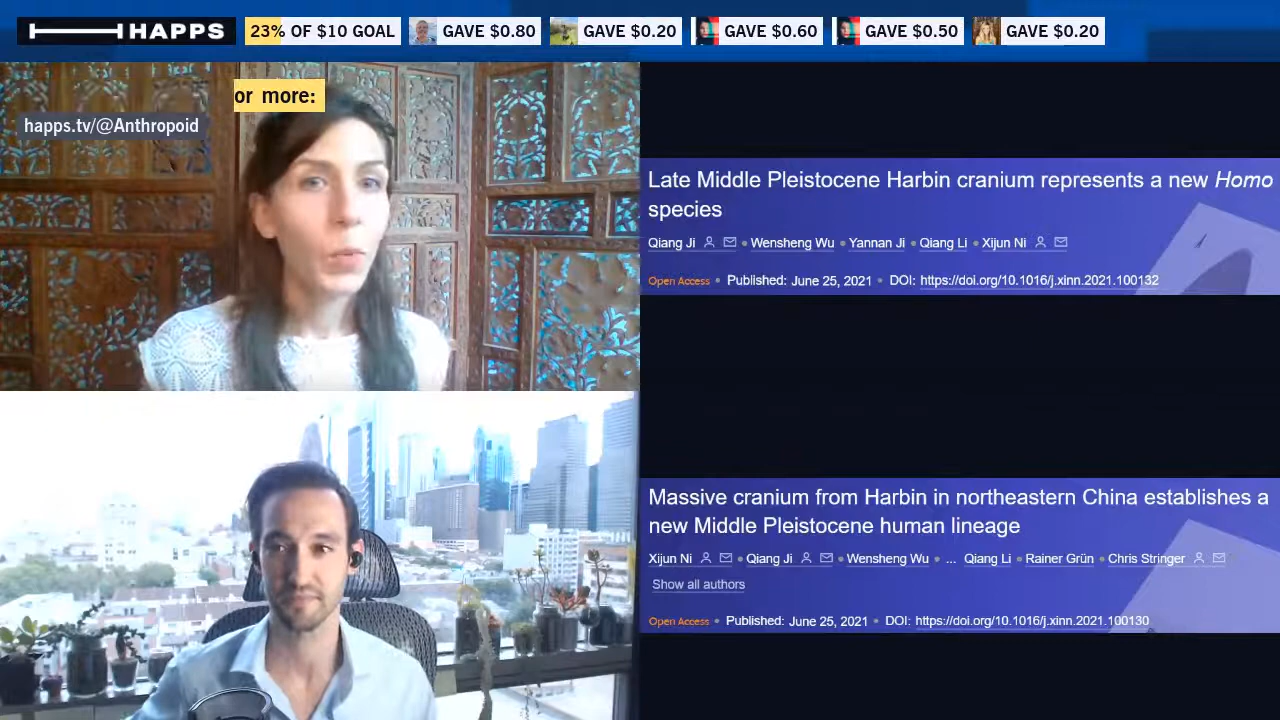 HAPPS
23% OF $10 GOAL
GAVE $0.80
GAVE $0.20
GAVE $0.60
GAVE $0.50
GAVE $0.20
or more:
happs.tv/@Anthropoid
Late Middle Pleistocene Harbin cranium represents a new Homo
species
Qiang Ji • Wensheng Wu • Yannan Ji • Qiang Li • Xijun Ni
Open Access • Published: June 25, 2021 • DOI: https://doi.org/10.1016/j.xinn.2021.100132
Massive cranium from Harbin in northeastern China establishes a
new Middle Pleistocene human lineage
Xijun Ni • Qiang Ji • Wensheng Wu • ... Qiang Li • Rainer Grün • Chris Stringer
Show all authors
Open Access • Published: June 25, 2021 • DOI: https://doi.org/10.1016/j.xinn.2021.100130